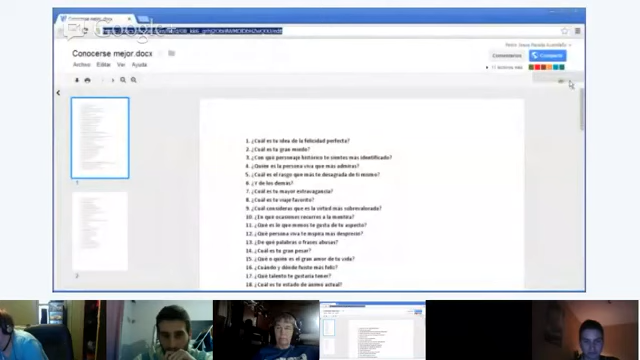 Conocerse mejor.docx
Google
Conocerse mejor.docx
Archivo Editar Ver Ayuda
Comentarios
Compartir
1. ¿Cuál es tu idea de la felicidad perfecta?
2. ¿Cuál es tu gran miedo?
3. ¿Con qué personaje histórico te sientes más identificado?
4. ¿Quién es la persona viva que más admiras?
5. ¿Cuál es el rasgo que más te desagrada de ti mismo?
6. ¿Y de los demás?
7. ¿Cuál es tu mayor extravagancia?
8. ¿Cuál es tu viaje favorito?
9. ¿Cuál consideras que es la virtud más sobrevalorada?
10. ¿En qué ocasiones recurres a la mentira?
11. ¿Qué es lo que menos te gusta de tu aspecto?
12. ¿Qué persona viva te inspira más desprecio?
13. ¿De qué palabras o frases abusas?
14. ¿Cuál es tu gran pesar?
15. ¿Qué o quién es el gran amor de tu vida?
16. ¿Cuándo y dónde fuiste más feliz?
17. ¿Qué talento te gustaría tener?
18. ¿Cuál es tu estado de ánimo actual?
1
2